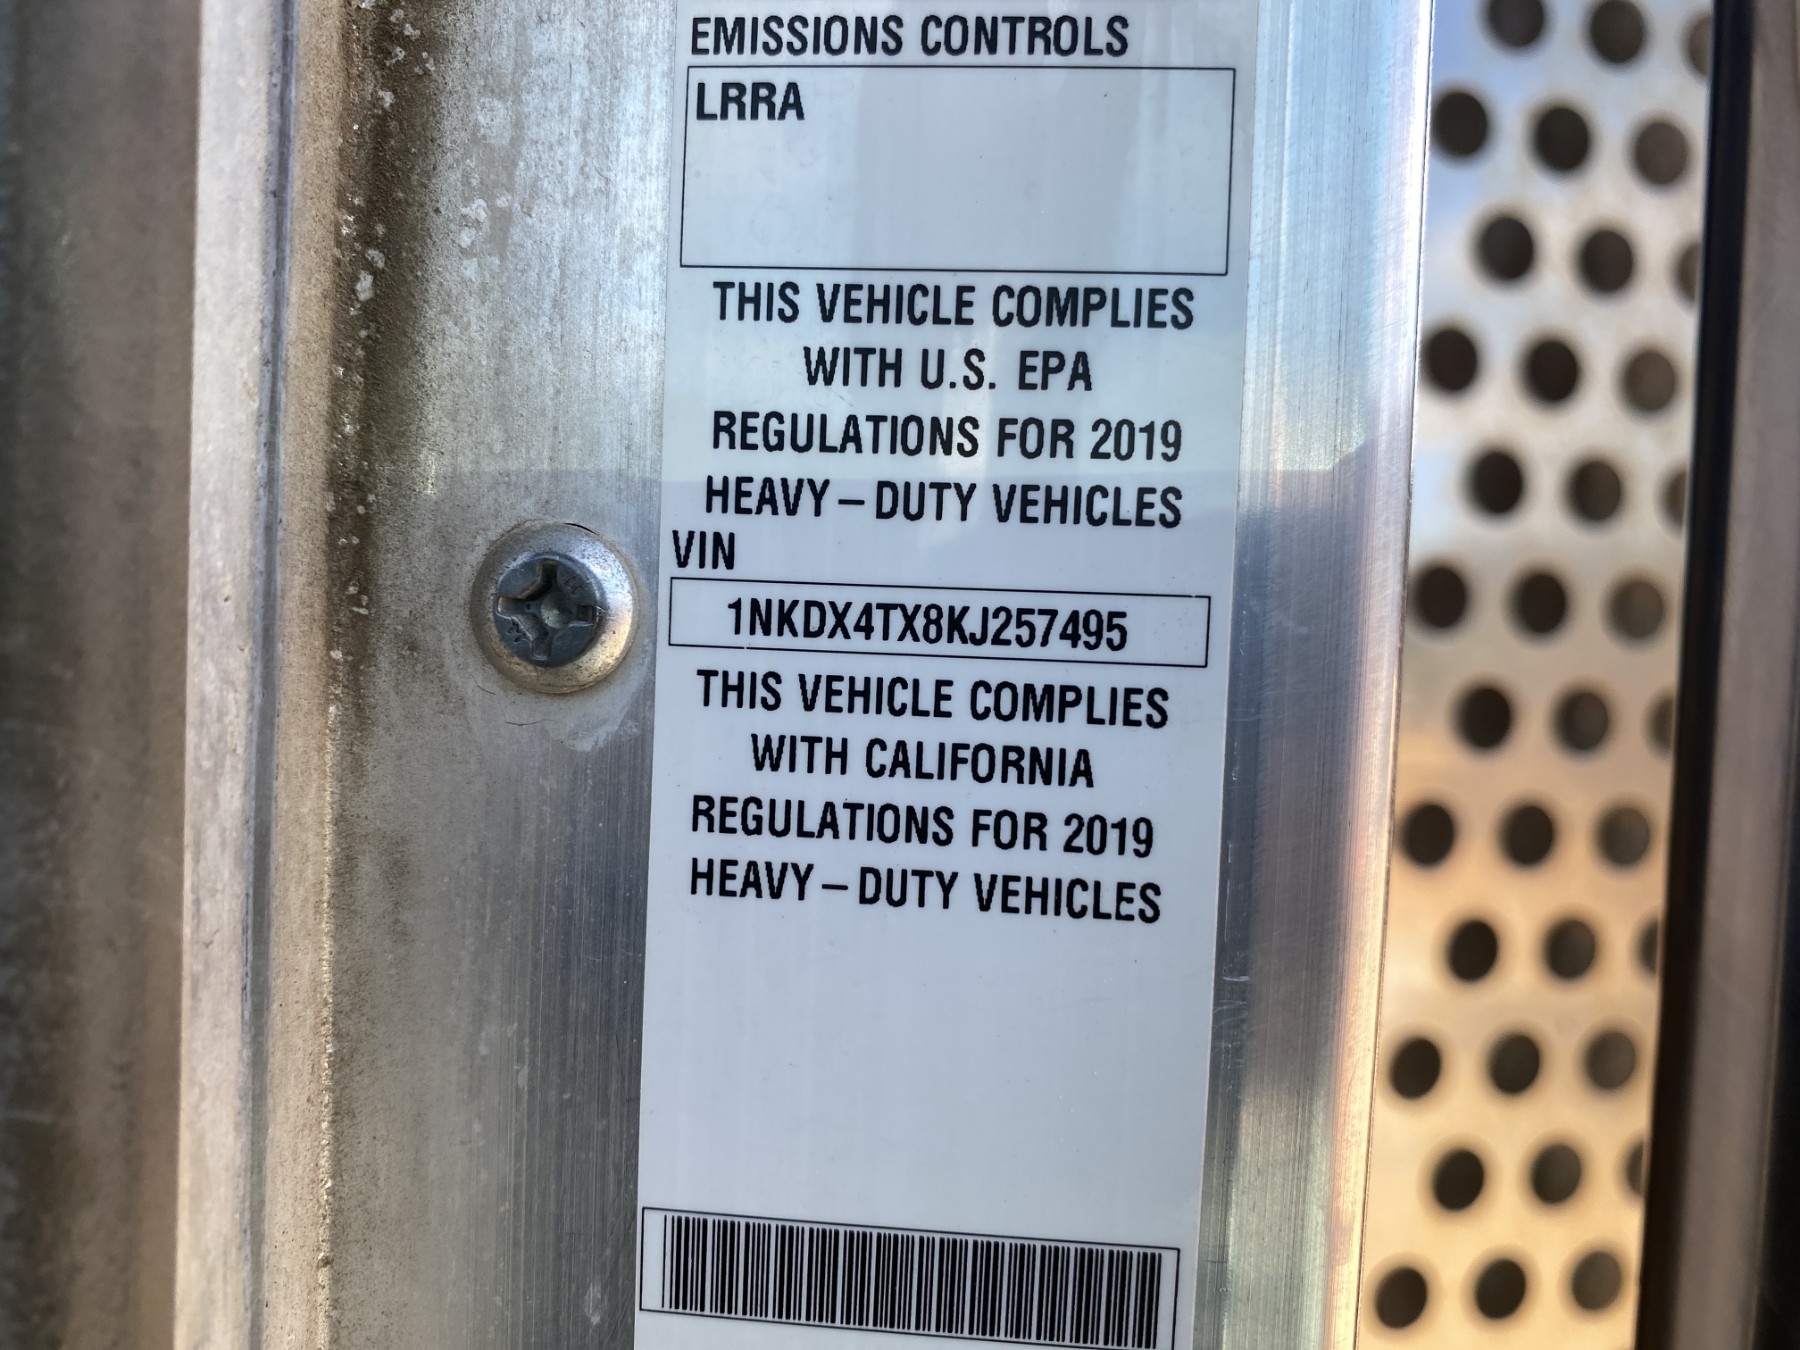 EMISSIONS CONTROLS
LRRA
THIS VEHICLE COMPLIES
WITH U.S. EPA
REGULATIONS FOR 2019
HEAVY – DUTY VEHICLES
VIN
1NKDX4TX8KJ257495
THIS VEHICLE COMPLIES
WITH CALIFORNIA
REGULATIONS FOR 2019
HEAVY – DUTY VEHICLES